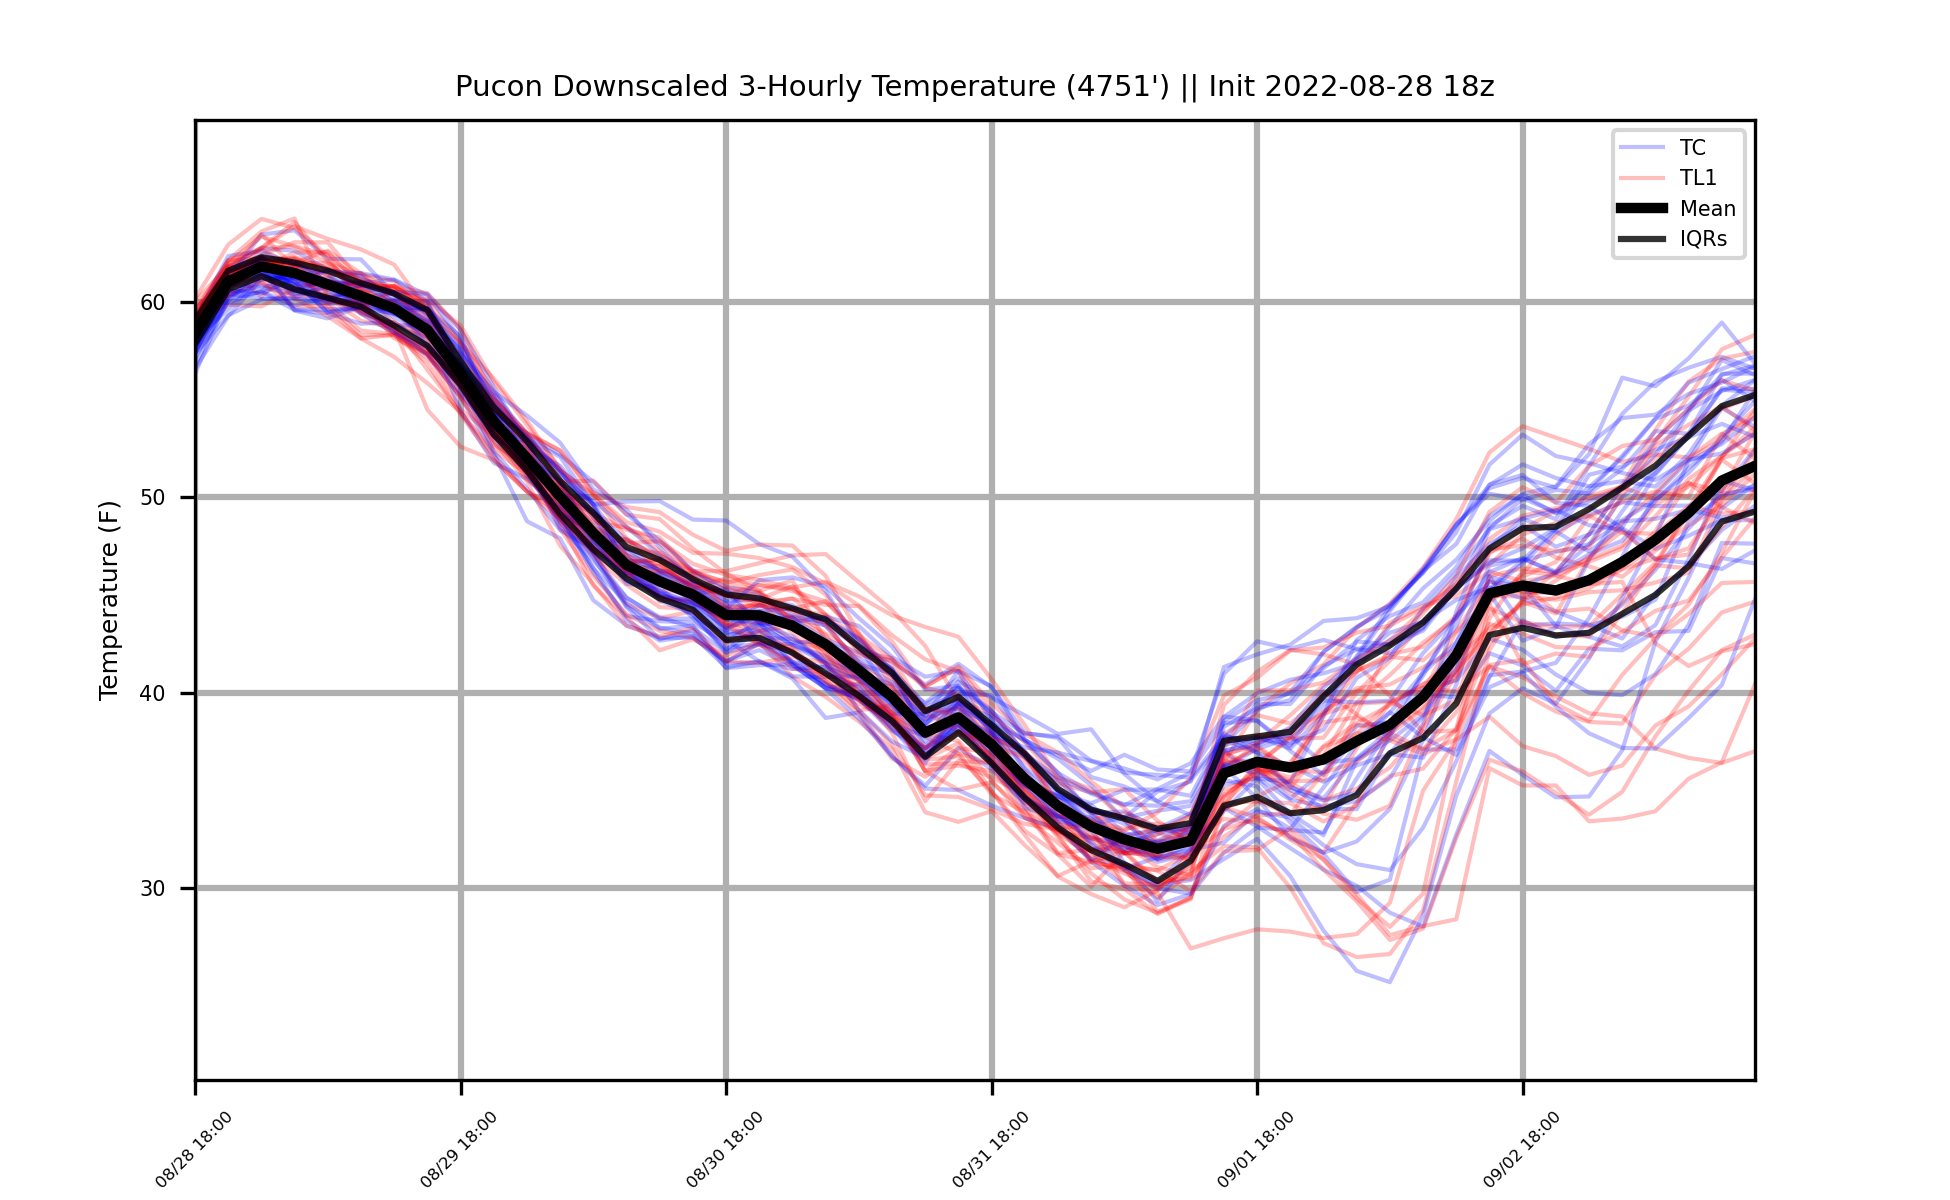 Pucon Downscaled 3-Hourly Temperature (4751') || Init 2022-08-28 18z
TC
TL1
Mean
IQRs
Temperature (F)
60
50
40
30
08/28 18:00
08/29 18:00
08/30 18:00
08/31 18:00
09/01 18:00
09/02 18:00